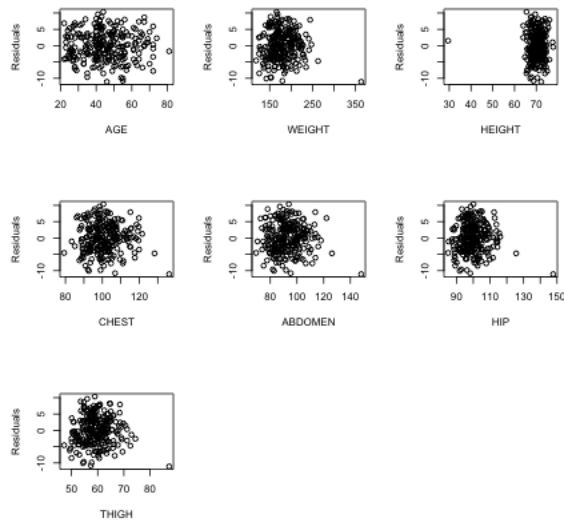 Residuals
-10 0 5
20 40 60 80
AGE
Residuals
-10 0 5
150 250 350
WEIGHT
Residuals
-10 0 5
30 40 50 60 70
HEIGHT
Residuals
-10 0 5
80 100 120
CHEST
Residuals
-10 0 5
80 100 120 140
ABDOMEN
Residuals
-10 0 5
90 110 130 150
HIP
Residuals
-10 0 5
50 60 70 80
THIGH